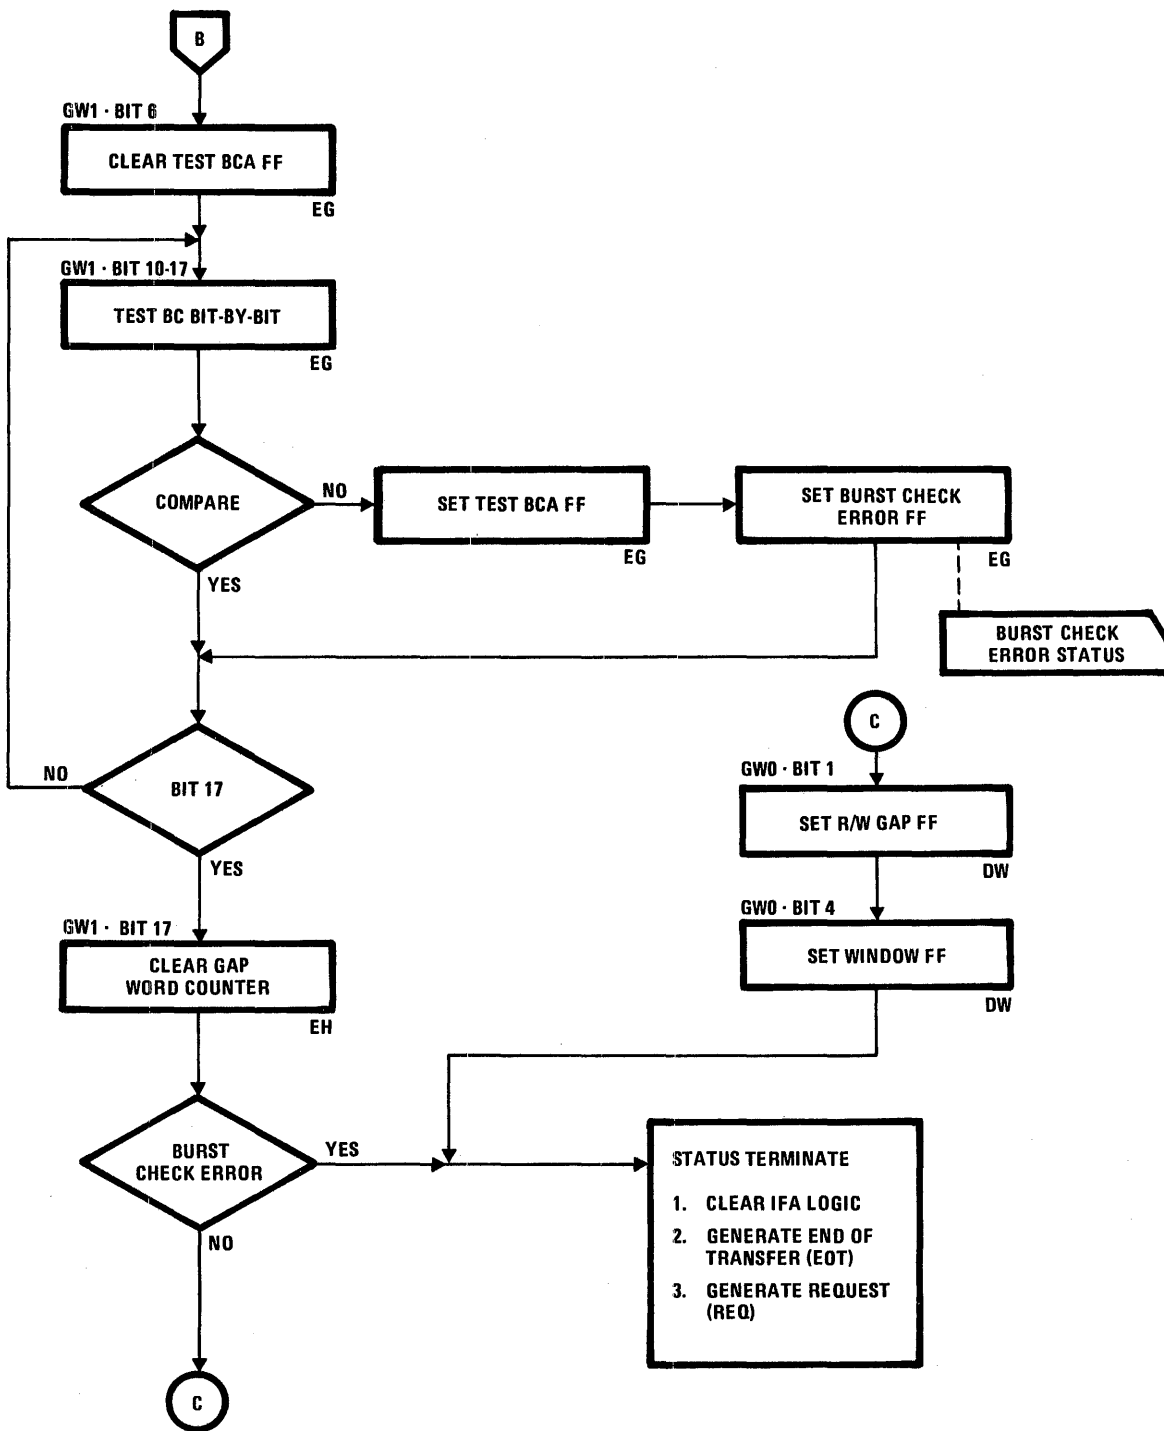 B
GW1 · BIT 6
CLEAR TEST BCA FF
EG
GW1 · BIT 10-17
TEST BC BIT-BY-BIT
EG
COMPARE
NO
SET TEST BCA FF
EG
SET BURST CHECK
ERROR FF
EG
YES
BURST CHECK
ERROR STATUS
BIT 17
NO
YES
GW1 · BIT 17
CLEAR GAP
WORD COUNTER
EH
BURST
CHECK ERROR
YES
NO
C
C
GW0 · BIT 1
SET R/W GAP FF
DW
GW0 · BIT 4
SET WINDOW FF
DW
STATUS TERMINATE
1. CLEAR IFA LOGIC
2. GENERATE END OF
TRANSFER (EOT)
3. GENERATE REQUEST
(REQ)